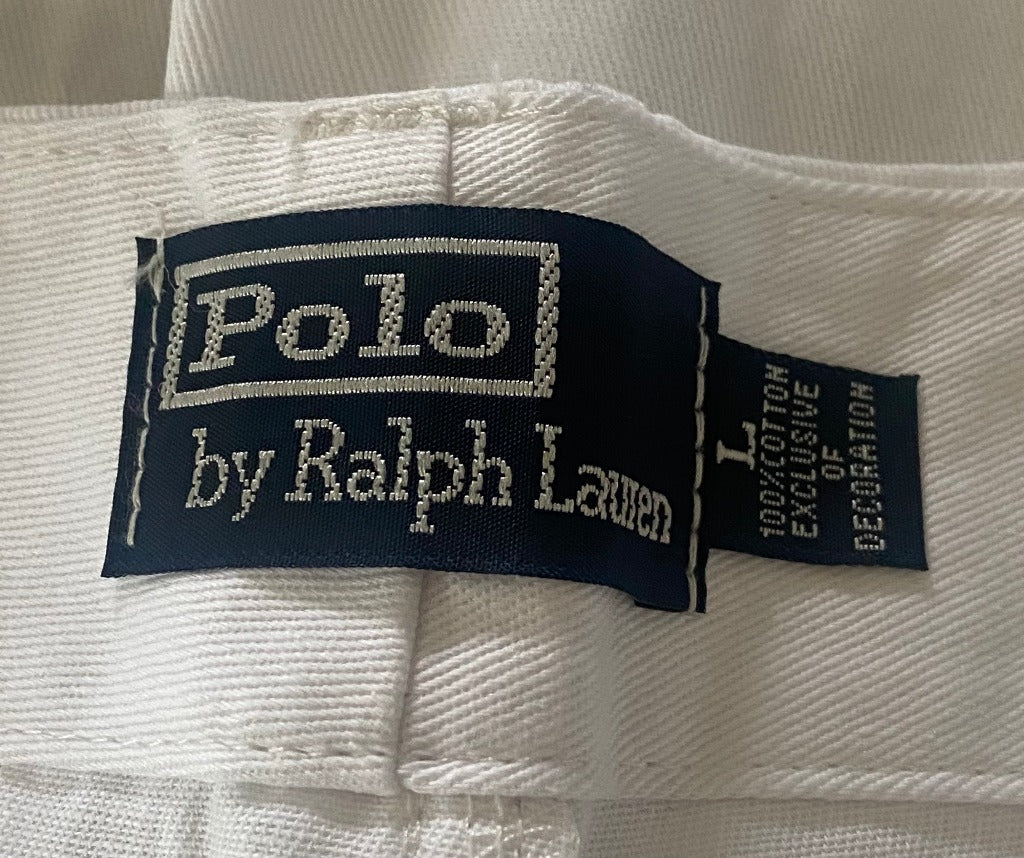 Polo
by Ralph Lauren
L
100%COTTON
EXCLUSIVE
OF
DECORATION